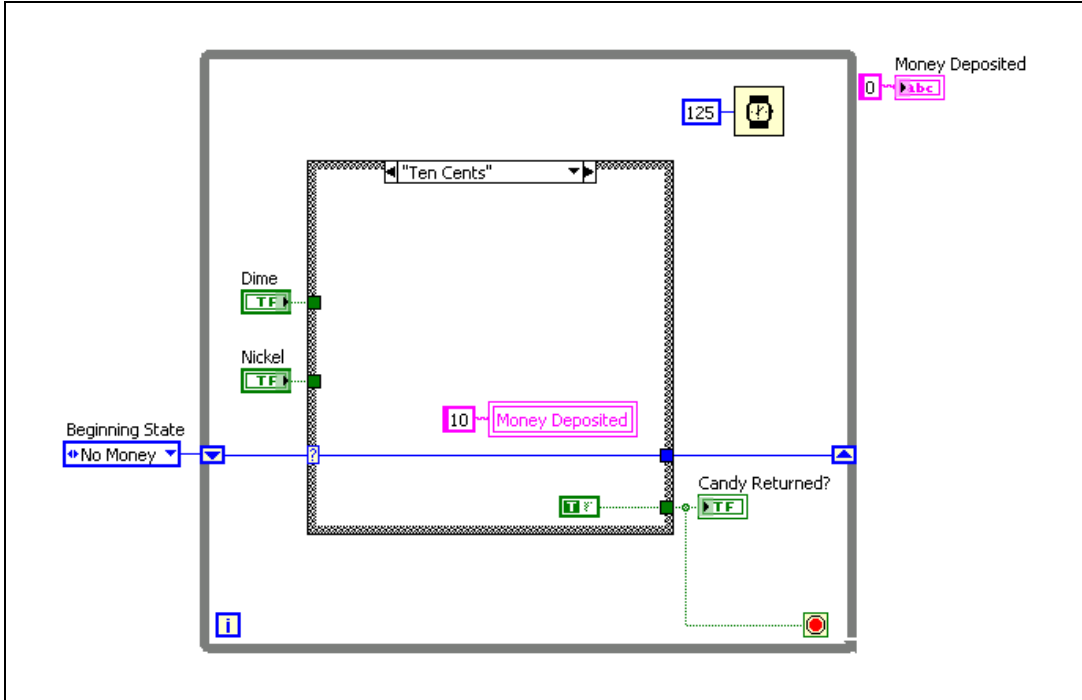 Money Deposited
0 abc
125
"Ten Cents"
Dime
TF
Nickel
TF
10 Money Deposited
Beginning State
No Money
?
Candy Returned?
T F
TF
i